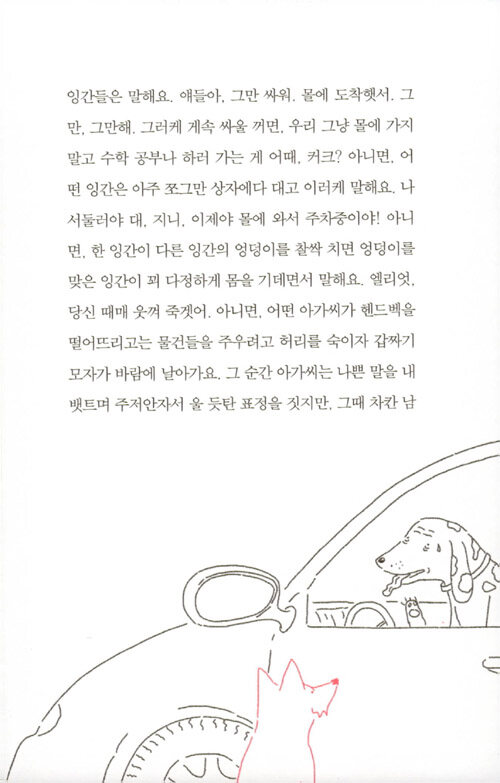 잉간들은 말해요. 얘들아, 그만 싸워. 몰에 도착햇서. 그
만, 그만해. 그러케 게속 싸울 꺼면, 우리 그냥 몰에 가지
말고 수학 공부나 하러 가는 게 어때, 커크? 아니면, 어
떤 잉간은 아주 쪼그만 상자에다 대고 이러케 말해요. 나
서둘러야 대, 지니, 이제야 몰에 와서 주차중이야! 아니
면, 한 잉간이 다른 잉간의 엉덩이를 찰싹 치면 엉덩이를
맞은 잉간이 꾀 다정하게 몸을 기데면서 말해요. 엘리엇,
당신 때매 웃껴 죽겟어. 아니면, 어떤 아가씨가 헨드벡을
떨어뜨리고는 물건들을 주우려고 허리를 숙이자 갑짜기
모자가 바람에 날아가요. 그 순간 아가씨는 나쁜 말을 내
뱃트며 주저안자서 울 듯탄 표정을 짓지만, 그때 차칸 남